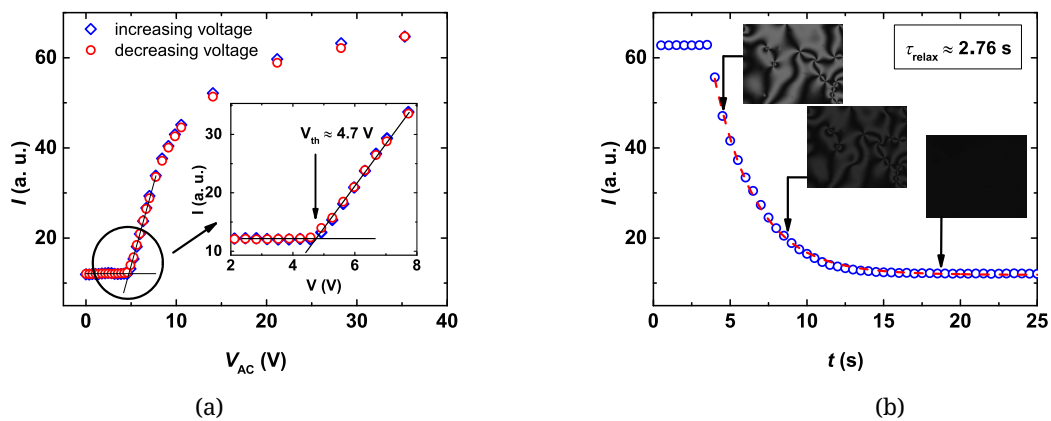 increasing voltage
decreasing voltage
I (a. u.)
60
40
20
0
10
20
30
40
V_AC (V)
V_th ≈ 4.7 V
I (a. u.)
30
20
10
2
4
6
8
V (V)
(a)
τ_relax ≈ 2.76 s
I (a. u.)
60
40
20
0
5
10
15
20
25
t (s)
(b)